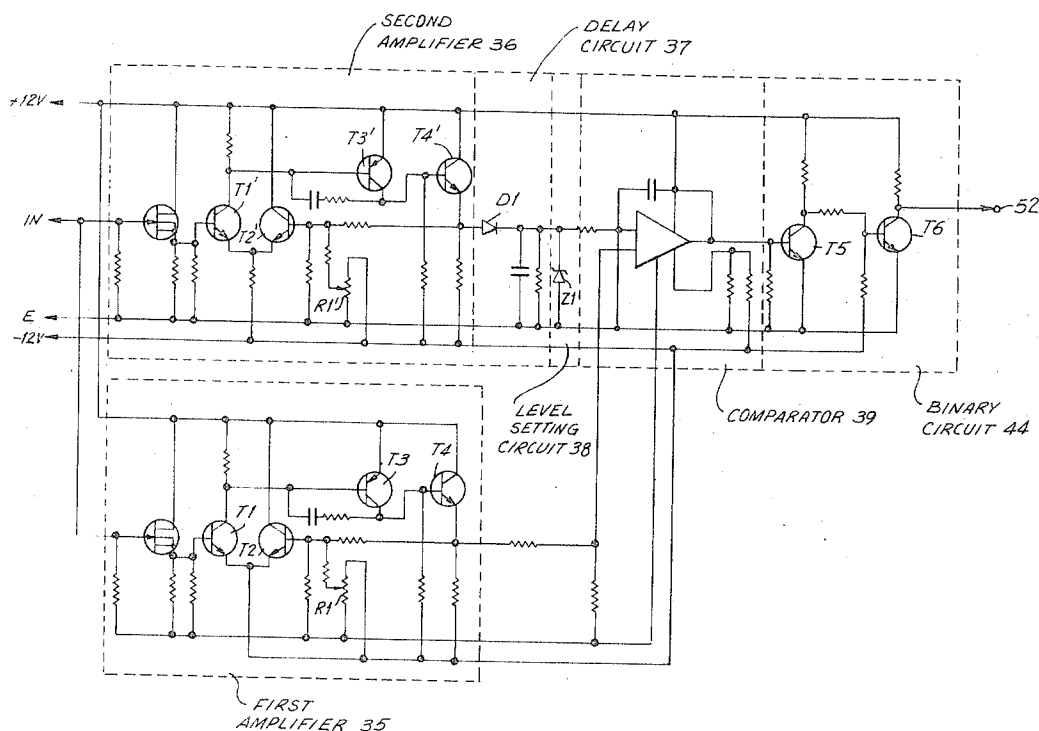 SECOND
AMPLIFIER 36
DELAY
CIRCUIT 37
+12V
T3'
T4'
T1'
D1
IN
T2'
52
T6
T5
Z1
R1'
E
-12V
LEVEL
SETTING
CIRCUIT 38
COMPARATOR 39
BINARY
CIRCUIT 44
T3
T4
T1
T2
R1
FIRST
AMPLIFIER 35